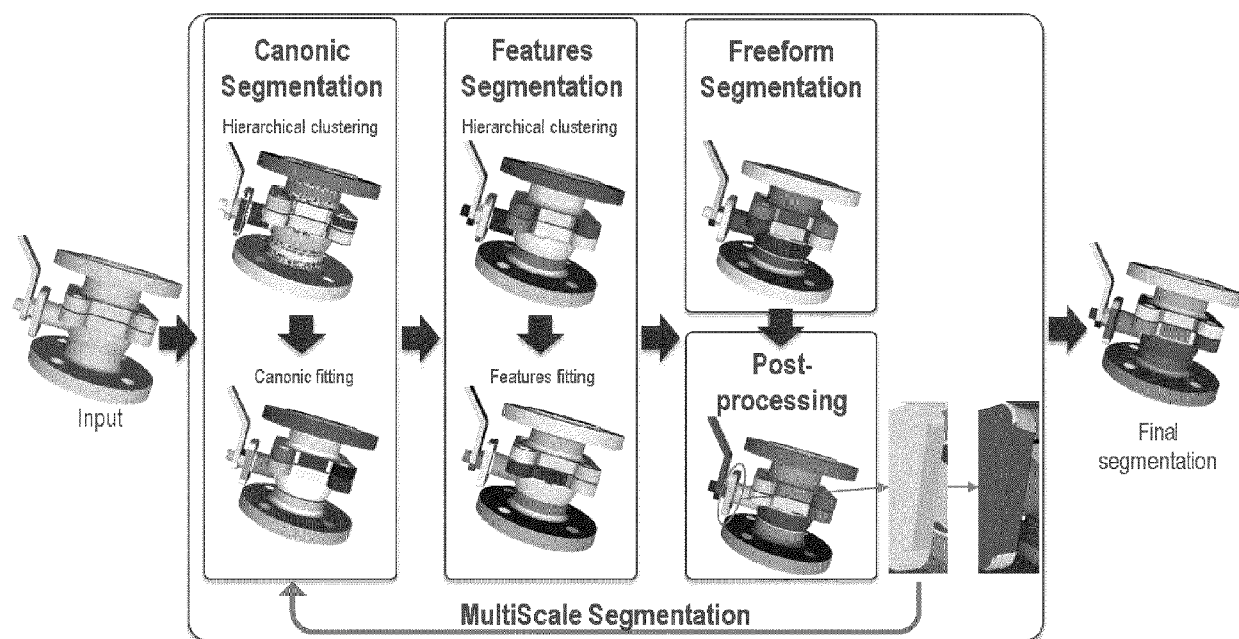 Canonic
Segmentation
Hierarchical clustering
Canonic fitting
Features
Segmentation
Hierarchical clustering
Features fitting
Freeform
Segmentation
Post-
processing
Input
Final
segmentation
MultiScale Segmentation